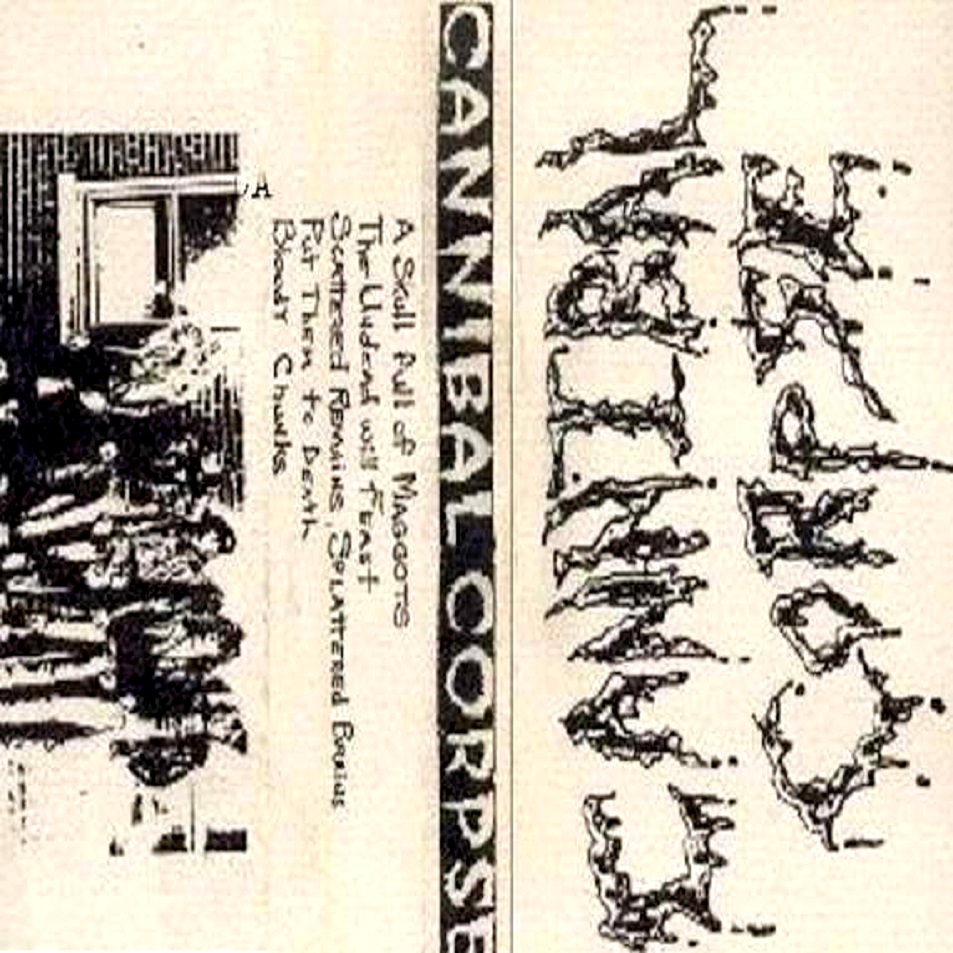 CANNIBAL
CORPSE
CANNIBAL CORPSE
A Skull full of MAGGOTS
The Undead will Feast
Scattered Remains, Splattered Brains
Put Them to Death
Bloody Chunks
,A